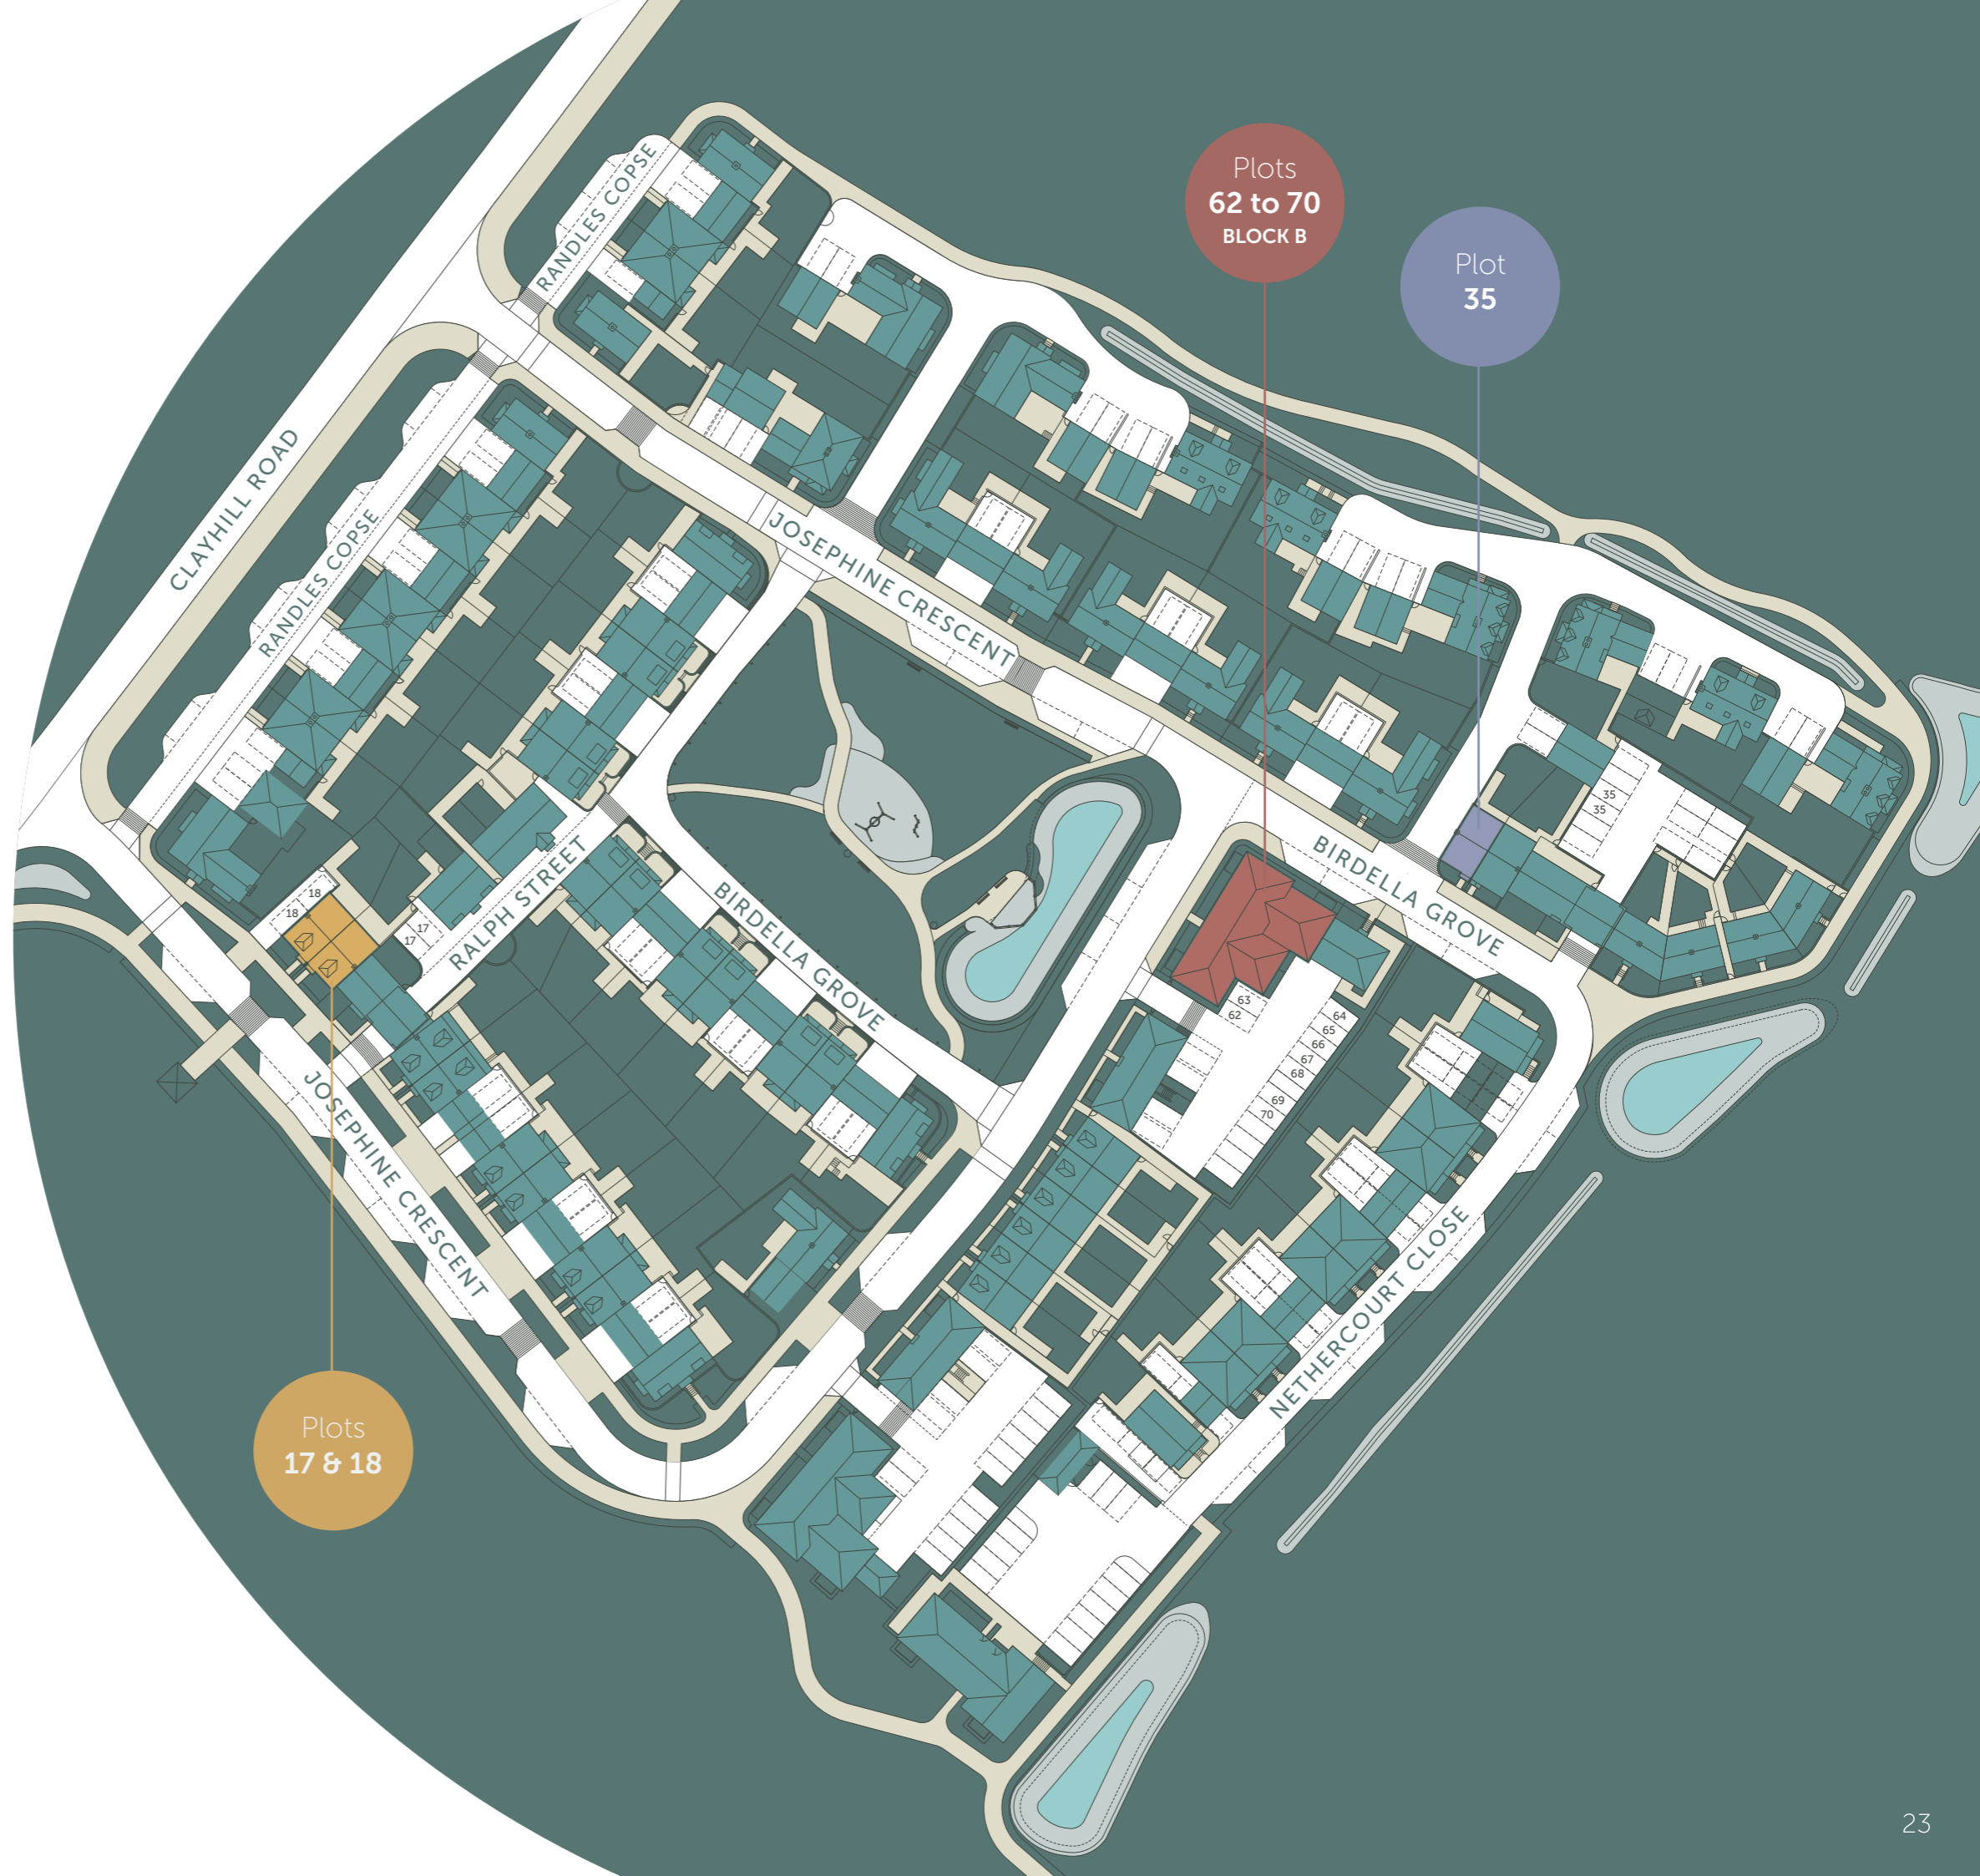 RANDLES COPSE
Plots
62 to 70
BLOCK B
Plot
35
CLAYHILL ROAD
RANDLES COPSE
JOSEPHINE CRESCENT
35
35
BIRDELLA GROVE
RALPH STREET
BIRDELLA GROVE
18
18
17
17
63
62
64
65
66
67
68
69
70
JOSEPHINE CRESCENT
NETHERCOURT CLOSE
Plots
17 & 18
23